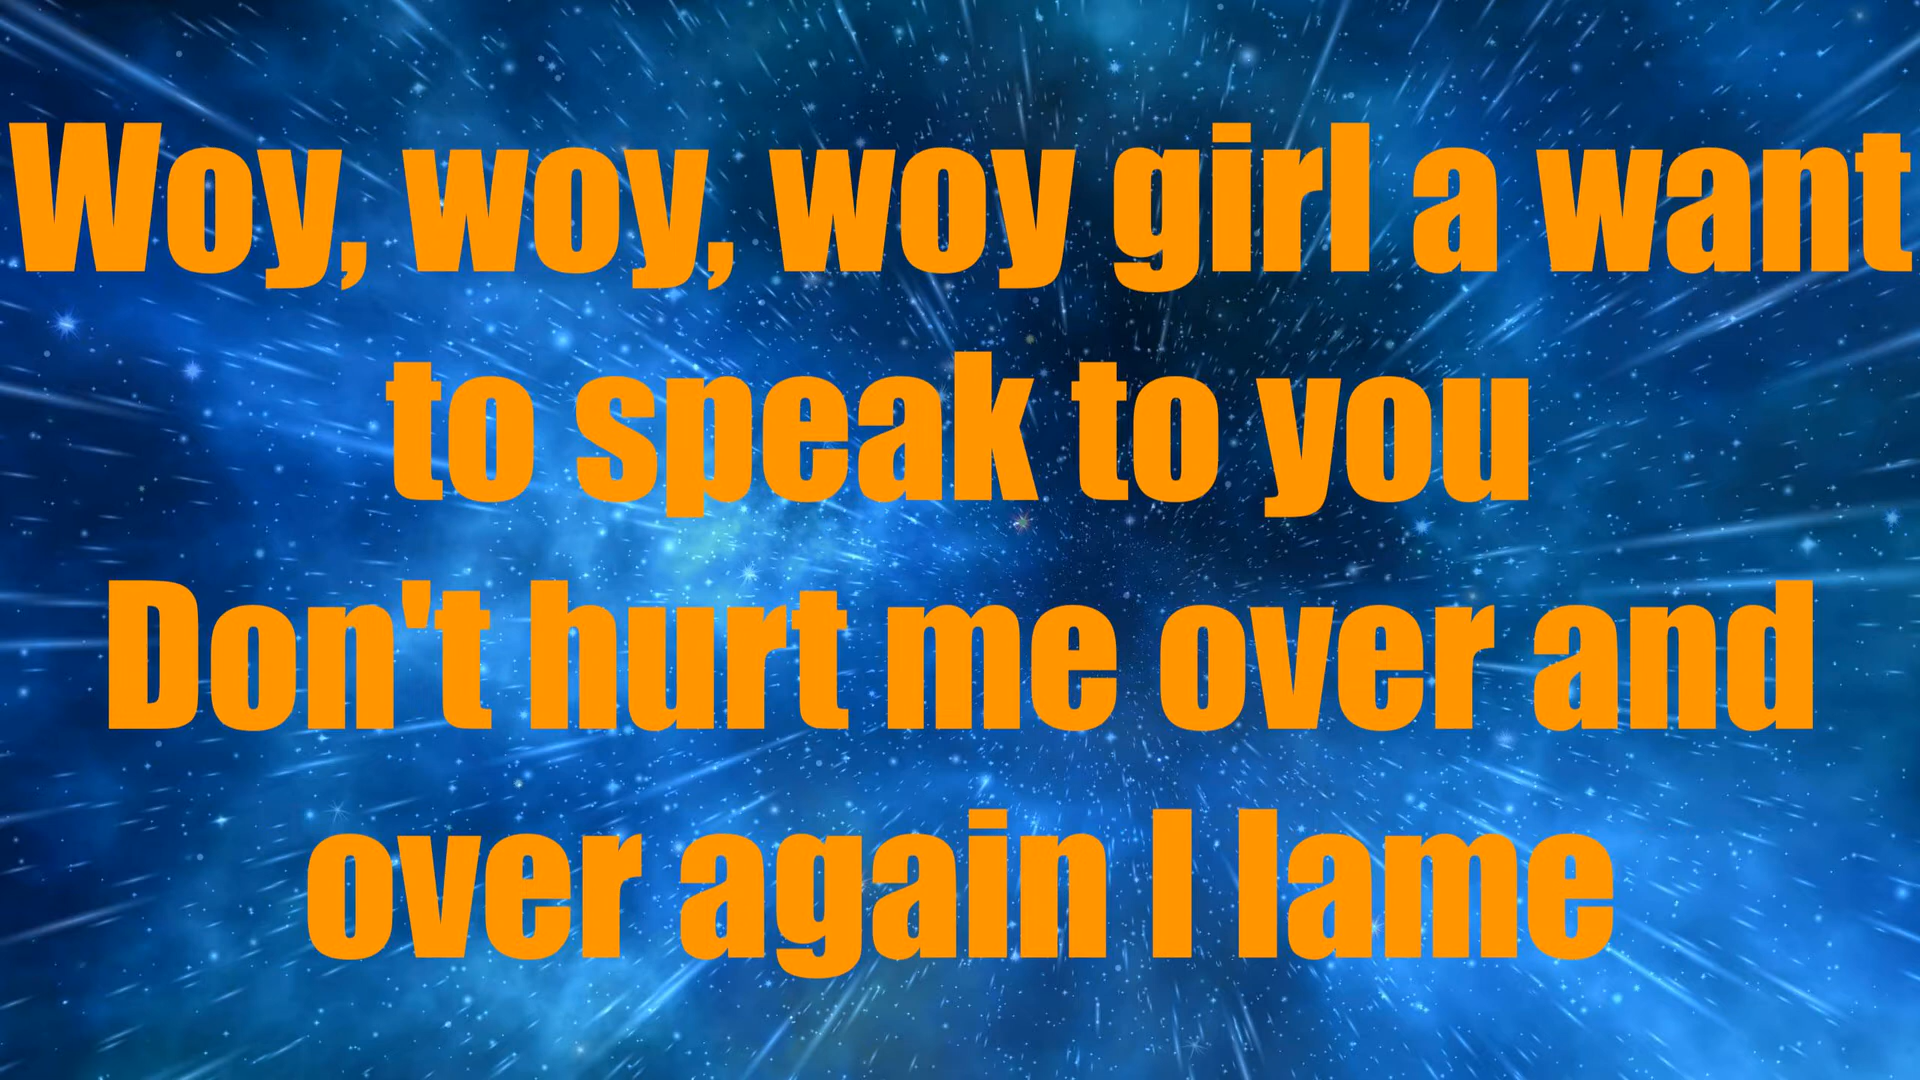 Woy, woy, woy girl a want
to speak to you
Don't hurt me over and
over again I lame